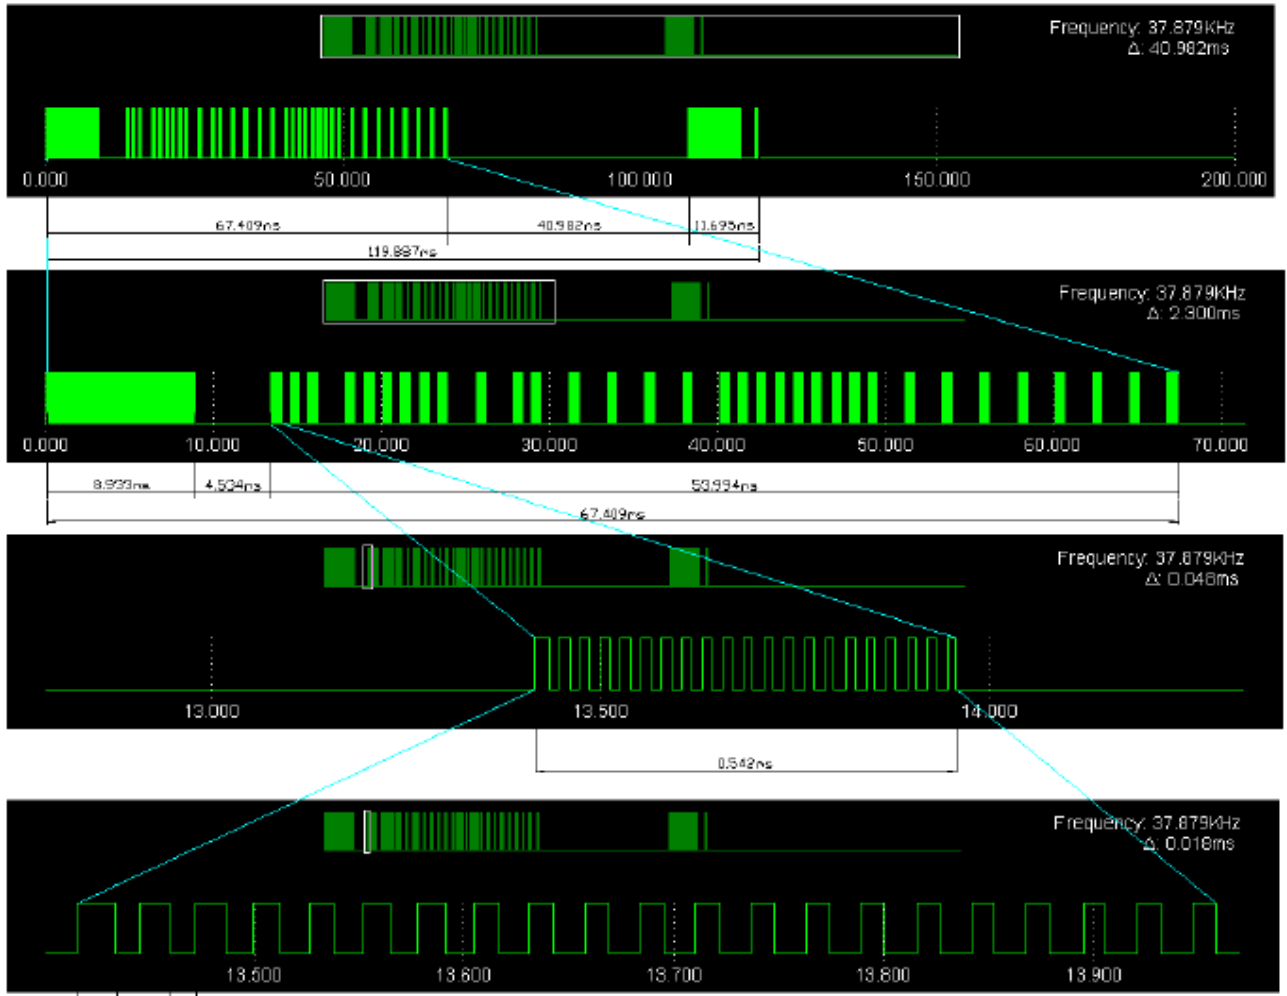 Frequency: 37.879KHz
Δ: 40.982ms
0.000 50.000 100.000 150.000 200.000
67.409ms 40.982ms 11.695ms
119.887ms
Frequency: 37.879KHz
Δ: 2.300ms
0.000 10.000 20.000 30.000 40.000 50.000 60.000 70.000
8.933ms 4.534ms 53.994ms
67.409ms
Frequency: 37.879KHz
Δ: 0.048ms
13.000 13.500 14.000
0.542ms
Frequency: 37.879KHz
Δ: 0.018ms
13.500 13.600 13.700 13.800 13.900